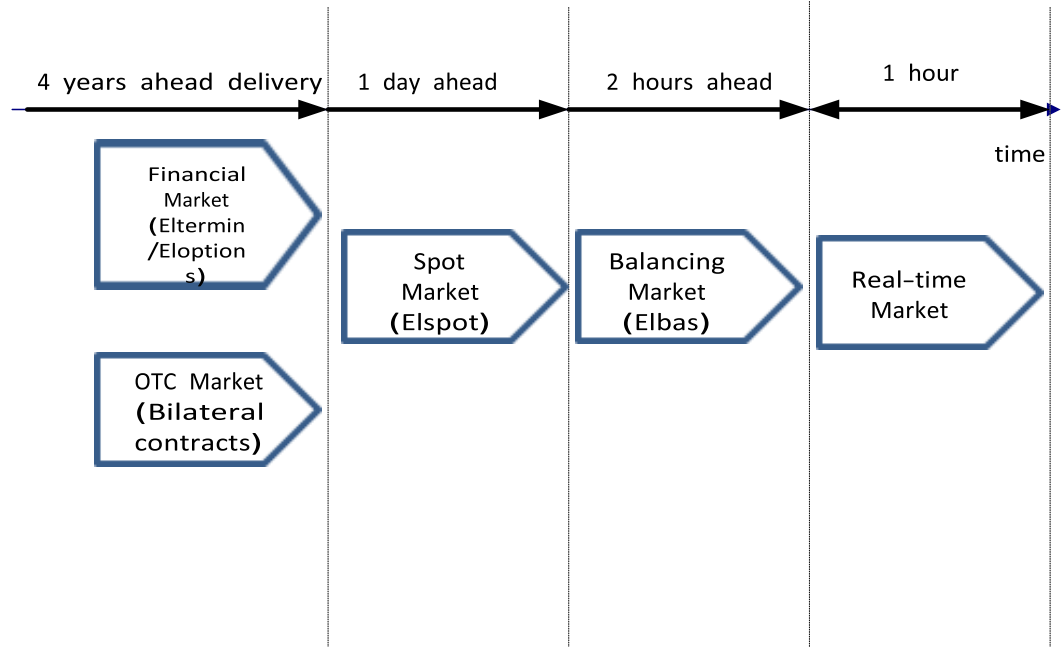 4 years ahead delivery
1 day ahead
2 hours ahead
1 hour
time
Financial
Market
(Eltermin
/Eloption
s)
Spot
Market
(Elspot)
Balancing
Market
(Elbas)
Real-time
Market
OTC Market
(Bilateral
contracts)